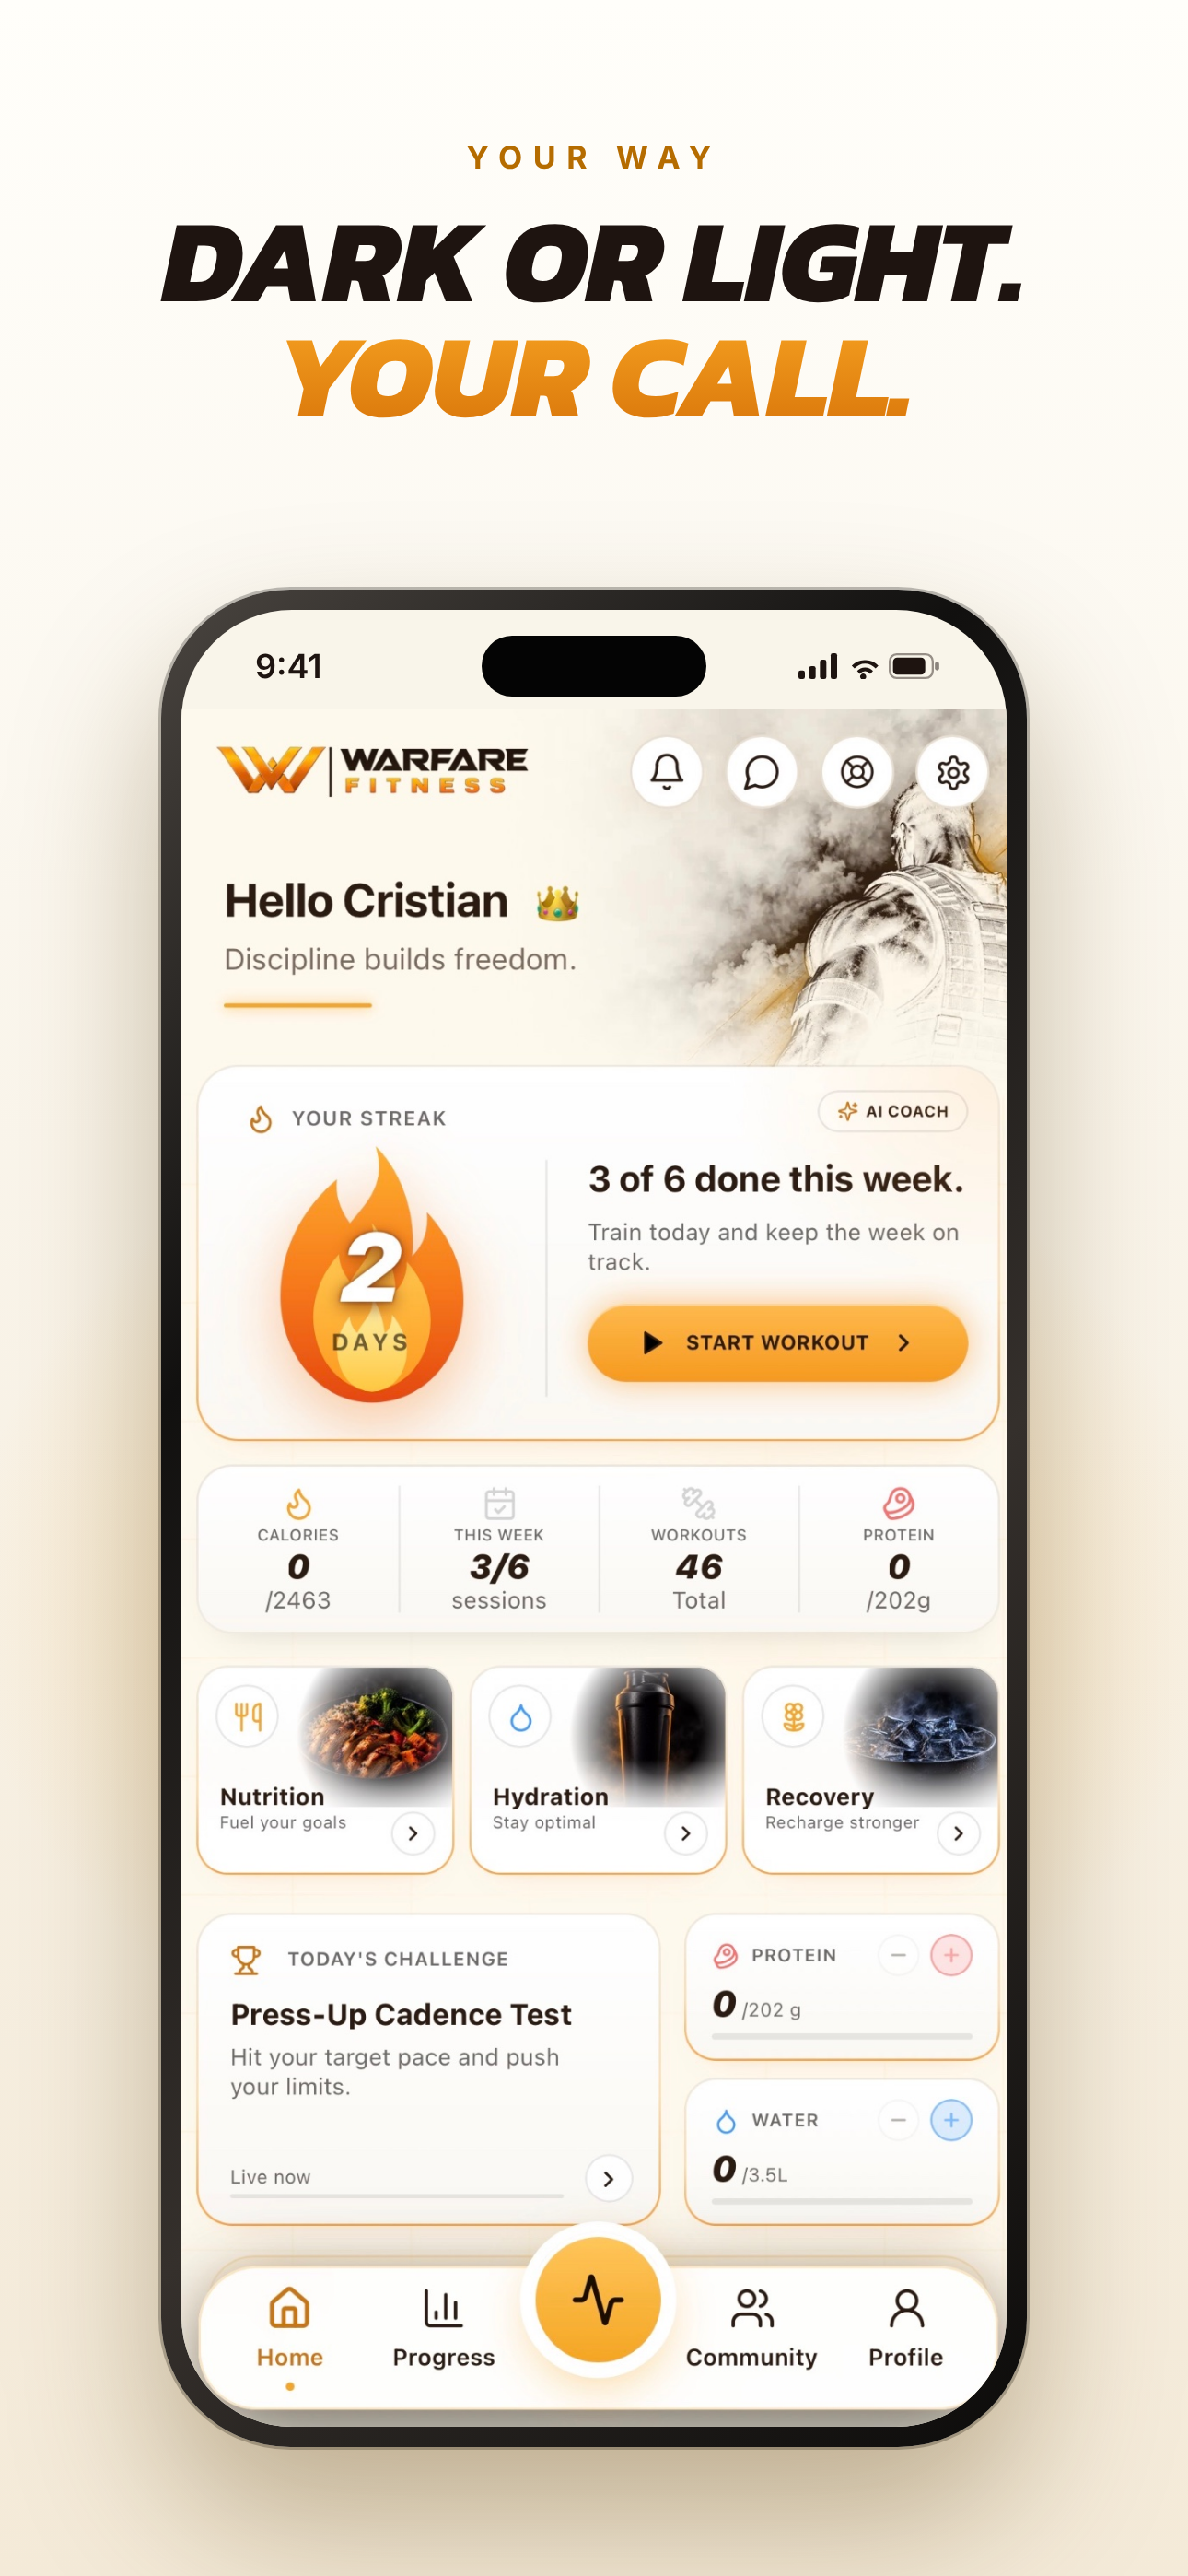 YOUR WAY
DARK OR LIGHT.
YOUR CALL.
9:41
WARFARE
FITNESS
Hello Cristian
Discipline builds freedom.
YOUR STREAK
AI COACH
2
DAYS
3 of 6 done this week.
Train today and keep the week on
track.
START WORKOUT
CALORIES
0
/2463
THIS WEEK
3/6
sessions
WORKOUTS
46
Total
PROTEIN
0
/202g
Nutrition
Fuel your goals
Hydration
Stay optimal
Recovery
Recharge stronger
TODAY'S CHALLENGE
Press-Up Cadence Test
Hit your target pace and push
your limits.
Live now
PROTEIN
0 /202 g
WATER
0 /3.5L
Home
Progress
Community
Profile